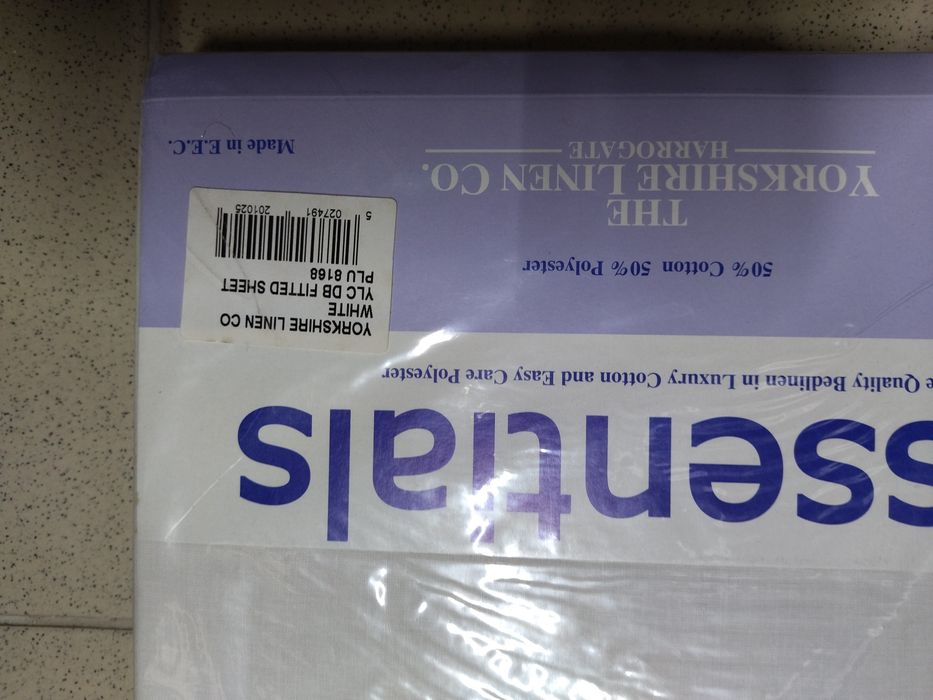 ssentials
Quality Bedlinen in Luxury Cotton and Easy Care Polyester
YORKSHIRE LINEN CO
WHITE
YLC DB FITTED SHEET
PLU 8168
5 027491 201025
50% Cotton 50% Polyester
THE
YORKSHIRE LINEN CO.
HARROGATE
Made in E.E.C.